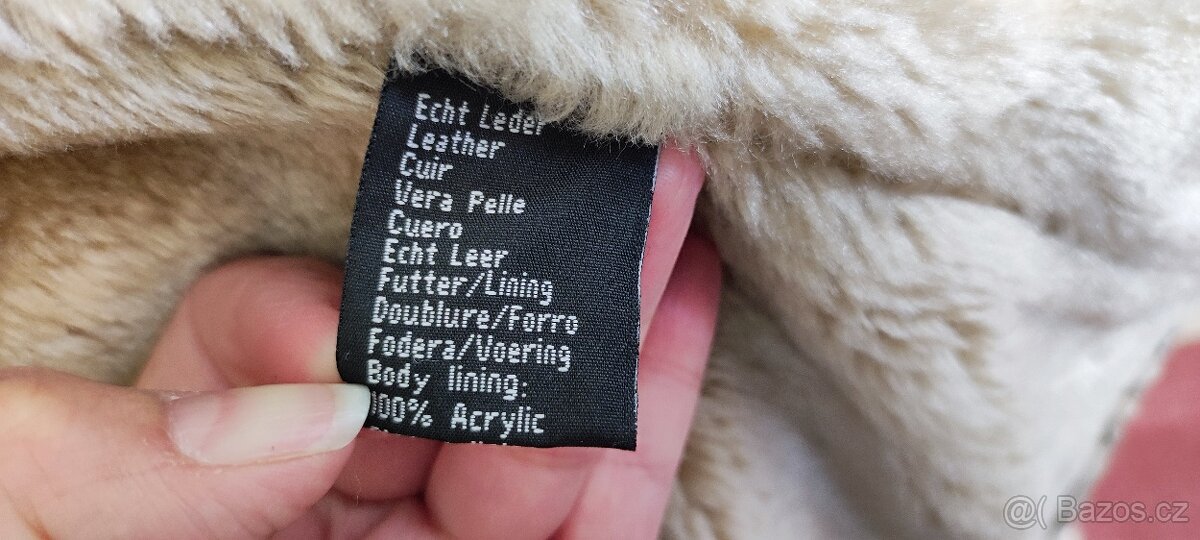 Echt Leder
Leather
Cuir
Vera Pelle
Cuero
Echt Leer
Futter/Lining
Doublure/Forro
Fodera/Voering
Body lining:
100% Acrylic
@( Bazos.cz